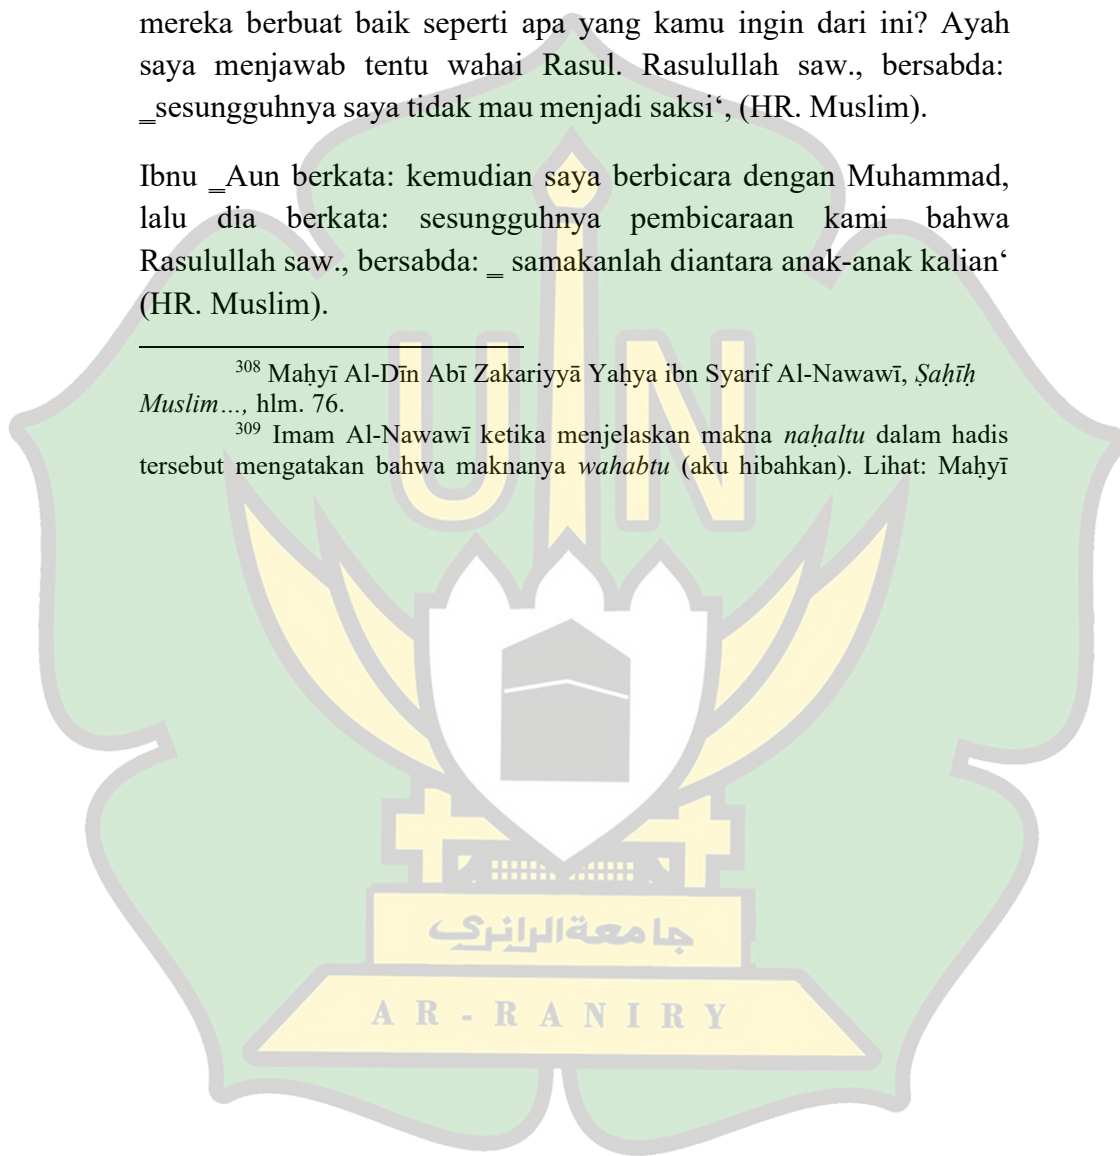 mereka berbuat baik seperti apa yang kamu ingin dari ini? Ayah
saya menjawab tentu wahai Rasul. Rasulullah saw., bersabda:
‗sesungguhnya saya tidak mau menjadi saksi‘, (HR. Muslim).
Ibnu ‗Aun berkata: kemudian saya berbicara dengan Muhammad,
lalu dia berkata: sesungguhnya pembicaraan kami bahwa
Rasulullah saw., bersabda: ‗ samakanlah diantara anak-anak kalian‘
(HR. Muslim).
308 Maḥyī Al-Dīn Abī Zakariyyā Yaḥya ibn Syarif Al-Nawawī, Ṣaḥīḥ
Muslim…, hlm. 76.
309 Imam Al-Nawawī ketika menjelaskan makna naḥaltu dalam hadis
tersebut mengatakan bahwa maknanya wahabtu (aku hibahkan). Lihat: Maḥyī
UIN
جامعة الرانري
AR-RANIRY